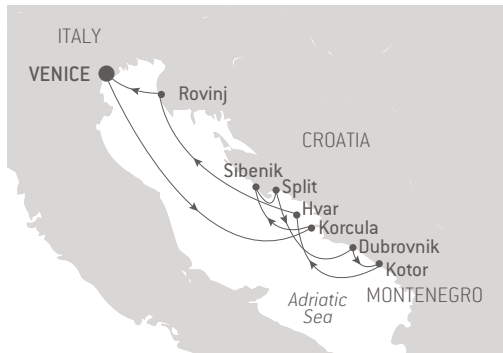 ITALY
VENICE
Rovinj
CROATIA
Sibenik
Split
Hvar
Korcula
Dubrovnik
Kotor
Adriatic
Sea
MONTENEGRO